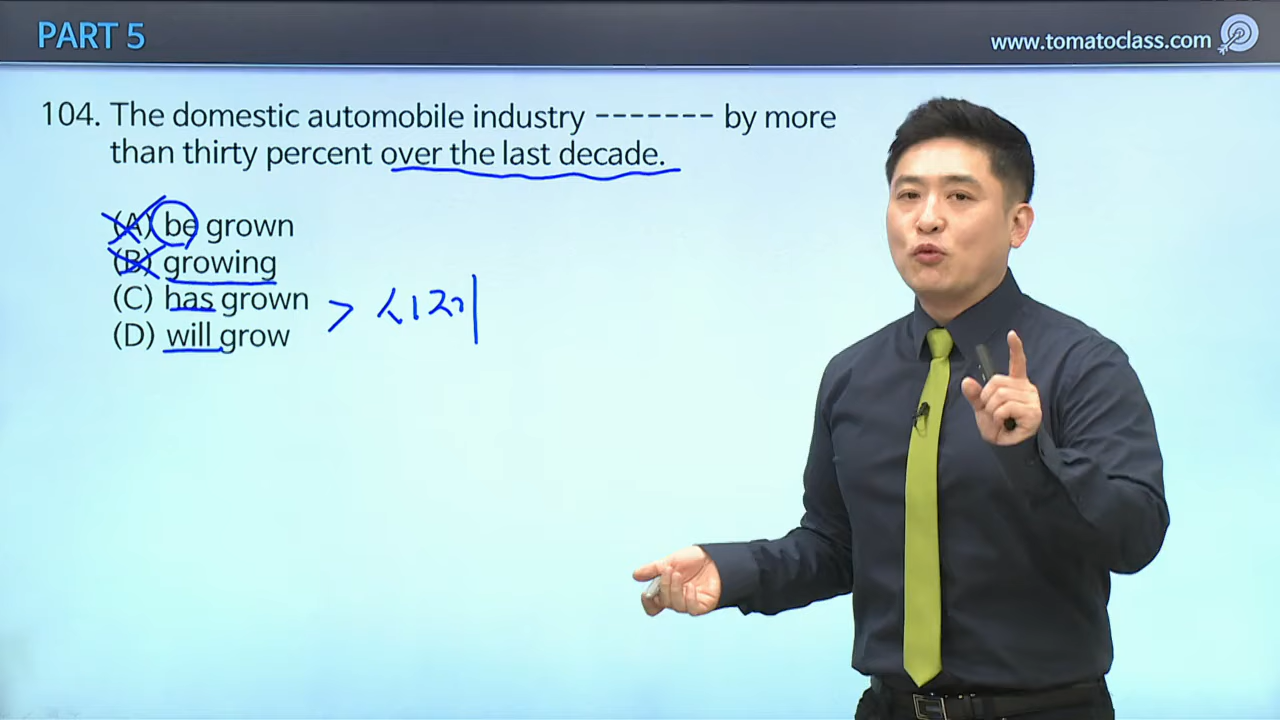 PART 5
www.tomatoclass.com
104. The domestic automobile industry ------- by more
than thirty percent over the last decade.
(A) be grown
(B) growing
(C) has grown
(D) will grow
> 시제